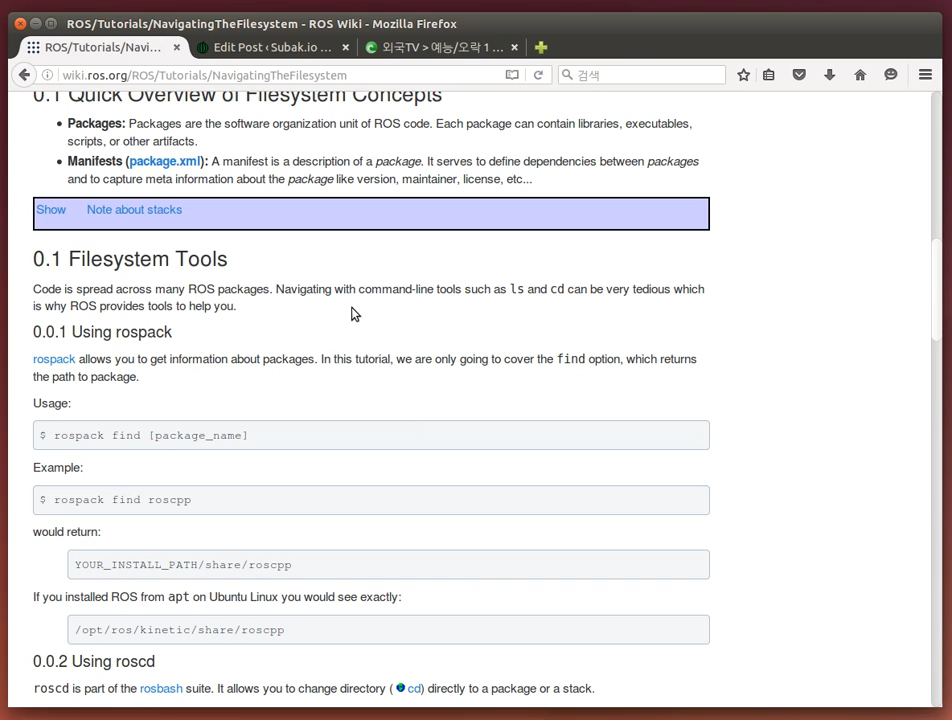 ROS/Tutorials/NavigatingTheFilesystem - ROS Wiki - Mozilla Firefox
ROS/Tutorials/Navi... × Edit Post ‹ Subak.io ... × 외국TV > 예능/오락 1 ... ×
wiki.ros.org/ROS/Tutorials/NavigatingTheFilesystem 검색
0.1 Quick Overview of Filesystem Concepts
• Packages: Packages are the software organization unit of ROS code. Each package can contain libraries, executables,
scripts, or other artifacts.
• Manifests (package.xml): A manifest is a description of a package. It serves to define dependencies between packages
and to capture meta information about the package like version, maintainer, license, etc...
Show Note about stacks
0.1 Filesystem Tools
Code is spread across many ROS packages. Navigating with command-line tools such as ls and cd can be very tedious which
is why ROS provides tools to help you.
0.0.1 Using rospack
rospack allows you to get information about packages. In this tutorial, we are only going to cover the find option, which returns
the path to package.
Usage:
$ rospack find [package_name]
Example:
$ rospack find roscpp
would return:
YOUR_INSTALL_PATH/share/roscpp
If you installed ROS from apt on Ubuntu Linux you would see exactly:
/opt/ros/kinetic/share/roscpp
0.0.2 Using roscd
roscd is part of the rosbash suite. It allows you to change directory ( cd) directly to a package or a stack.